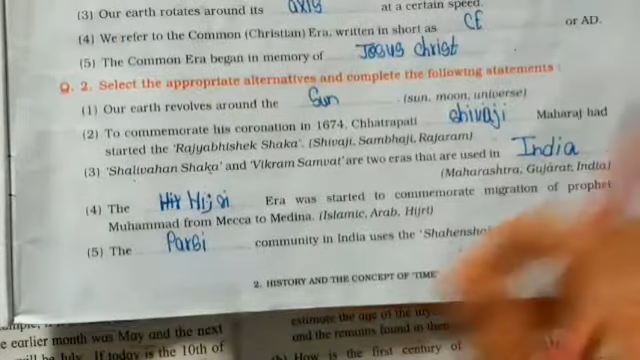 (3) Our earth rotates around its axis at a certain speed.
(4) We refer to the Common (Christian) Era, written in short as CE or AD.
(5) The Common Era began in memory of Jesus christ
Q. 2. Select the appropriate alternatives and complete the following statements :
(1) Our earth revolves around the Sun (sun, moon, universe)
(2) To commemorate his coronation in 1674, Chhatrapati shivaji Maharaj had
started the 'Rajyabhishek Shaka'. (Shivaji, Sambhaji, Rajaram)
(3) 'Shalivahan Shaka' and 'Vikram Samvat' are two eras that are used in India
(Maharashtra, Gujarat, India)
(4) The Hijri Era was started to commemorate migration of prophet
Muhammad from Mecca to Medina. (Islamic, Arab, Hijri)
(5) The Parsi community in India uses the
2. HISTORY AND THE CONCEPT OF 'TIME'
e earlier month was May and the next
be July. If today is the 10th of
estimate the age of the
and the remains found in
How is the first century of